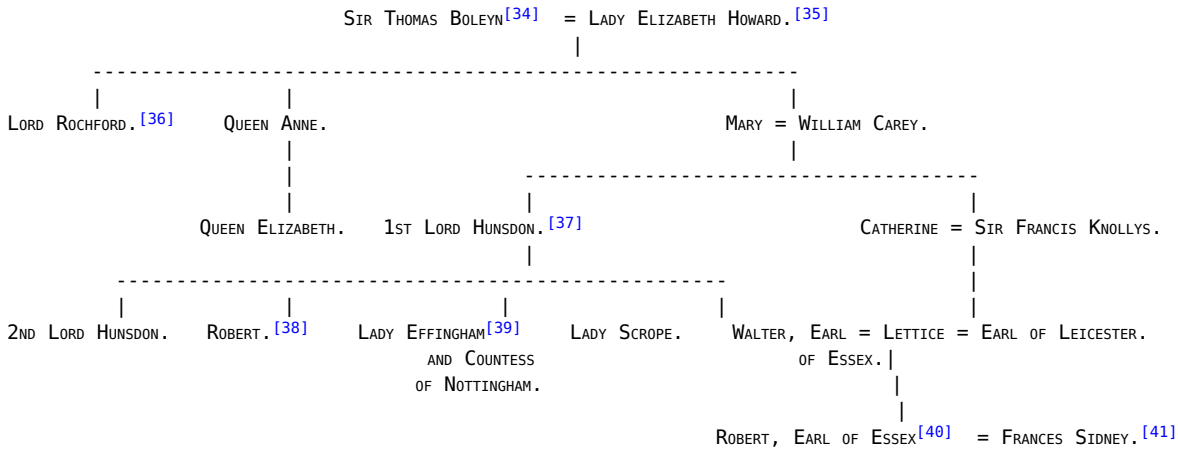 Sir Thomas Boleyn[34] = Lady Elizabeth Howard.[35]
Lord Rochford.[36] Queen Anne. Mary = William Carey.
Queen Elizabeth. 1st Lord Hunsdon.[37] Catherine = Sir Francis Knollys.
2nd Lord Hunsdon. Robert.[38] Lady Effingham[39] Lady Scrope. Walter, Earl = Lettice = Earl of Leicester.
and Countess of Essex.
of Nottingham.
Robert, Earl of Essex[40] = Frances Sidney.[41]